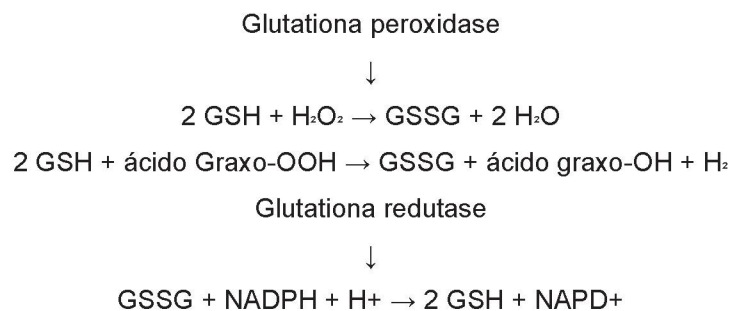 Glutationa peroxidase
↓
2 GSH + H₂O₂ → GSSG + 2 H₂O
2 GSH + ácido Graxo-OOH → GSSG + ácido graxo-OH + H₂
Glutationa redutase
↓
GSSG + NADPH + H+ → 2 GSH + NAPD+